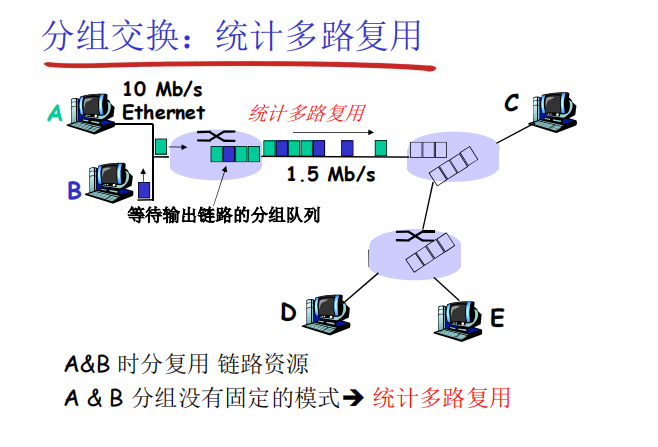 分组交换：统计多路复用
A
10 Mb/s
Ethernet
统计多路复用
C
B
1.5 Mb/s
等待输出链路的分组队列
D
E
A&B 时分复用 链路资源
A & B 分组没有固定的模式➔ 统计多路复用